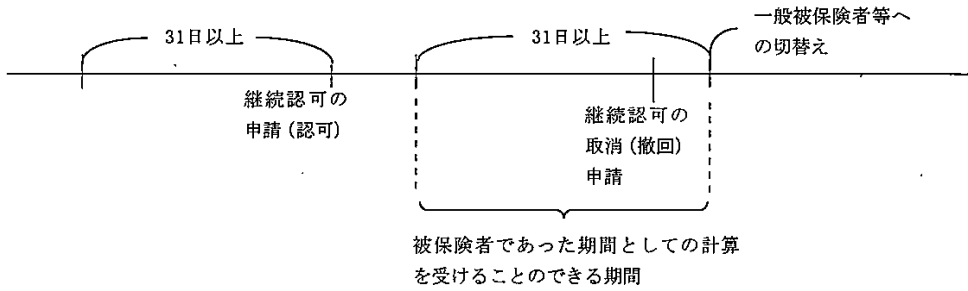 31日以上
31日以上
一般被保険者等へ
の切替え
継続認可の
申請(認可)
継続認可の
取消(撤回)
申請
被保険者であった期間としての計算
を受けることのできる期間